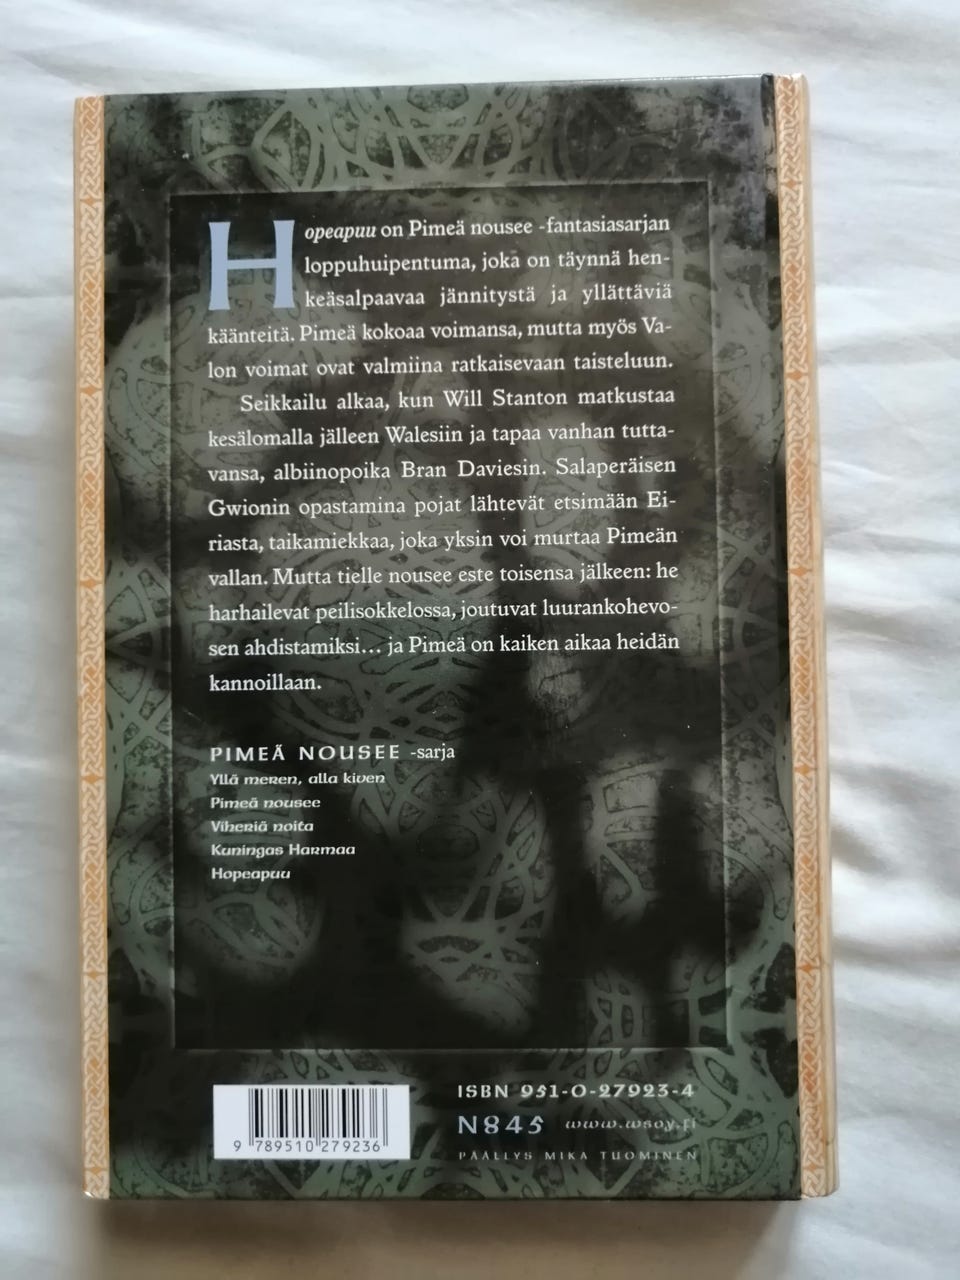 Hopeapuu on Pimeä nousee -fantasiasarjan
loppuhuipentuma, joka on täynnä hen-
keäsalpaavaa jännitystä ja yllättäviä
käänteitä. Pimeä kokoaa voimansa, mutta myös Va-
lon voimat ovat valmiina ratkaisevaan taisteluun.
Seikkailu alkaa, kun Will Stanton matkustaa
kesälomalla jälleen Walesiin ja tapaa vanhan tutta-
vansa, albiinopoika Bran Daviesin. Salaperäisen
Gwionin opastamina pojat lähtevät etsimään Ei-
riasta, taikamiekkaa, joka yksin voi murtaa Pimeän
vallan. Mutta tielle nousee este toisensa jälkeen: he
harhailevat peilisokkelossa, joutuvat luurankohevo-
sen ahdistamiksi... ja Pimeä on kaiken aikaa heidän
kannoillaan.
PIMEÄ NOUSEE -sarja
Yllä meren, alla kiven
Pimeä nousee
Viheriä noita
Kuningas Harmaa
Hopeapuu
ISBN 951-0-27923-4
N845 www.wsoy.fi
PÄÄLLYS MIKA TUOMINEN
9 789510 279236